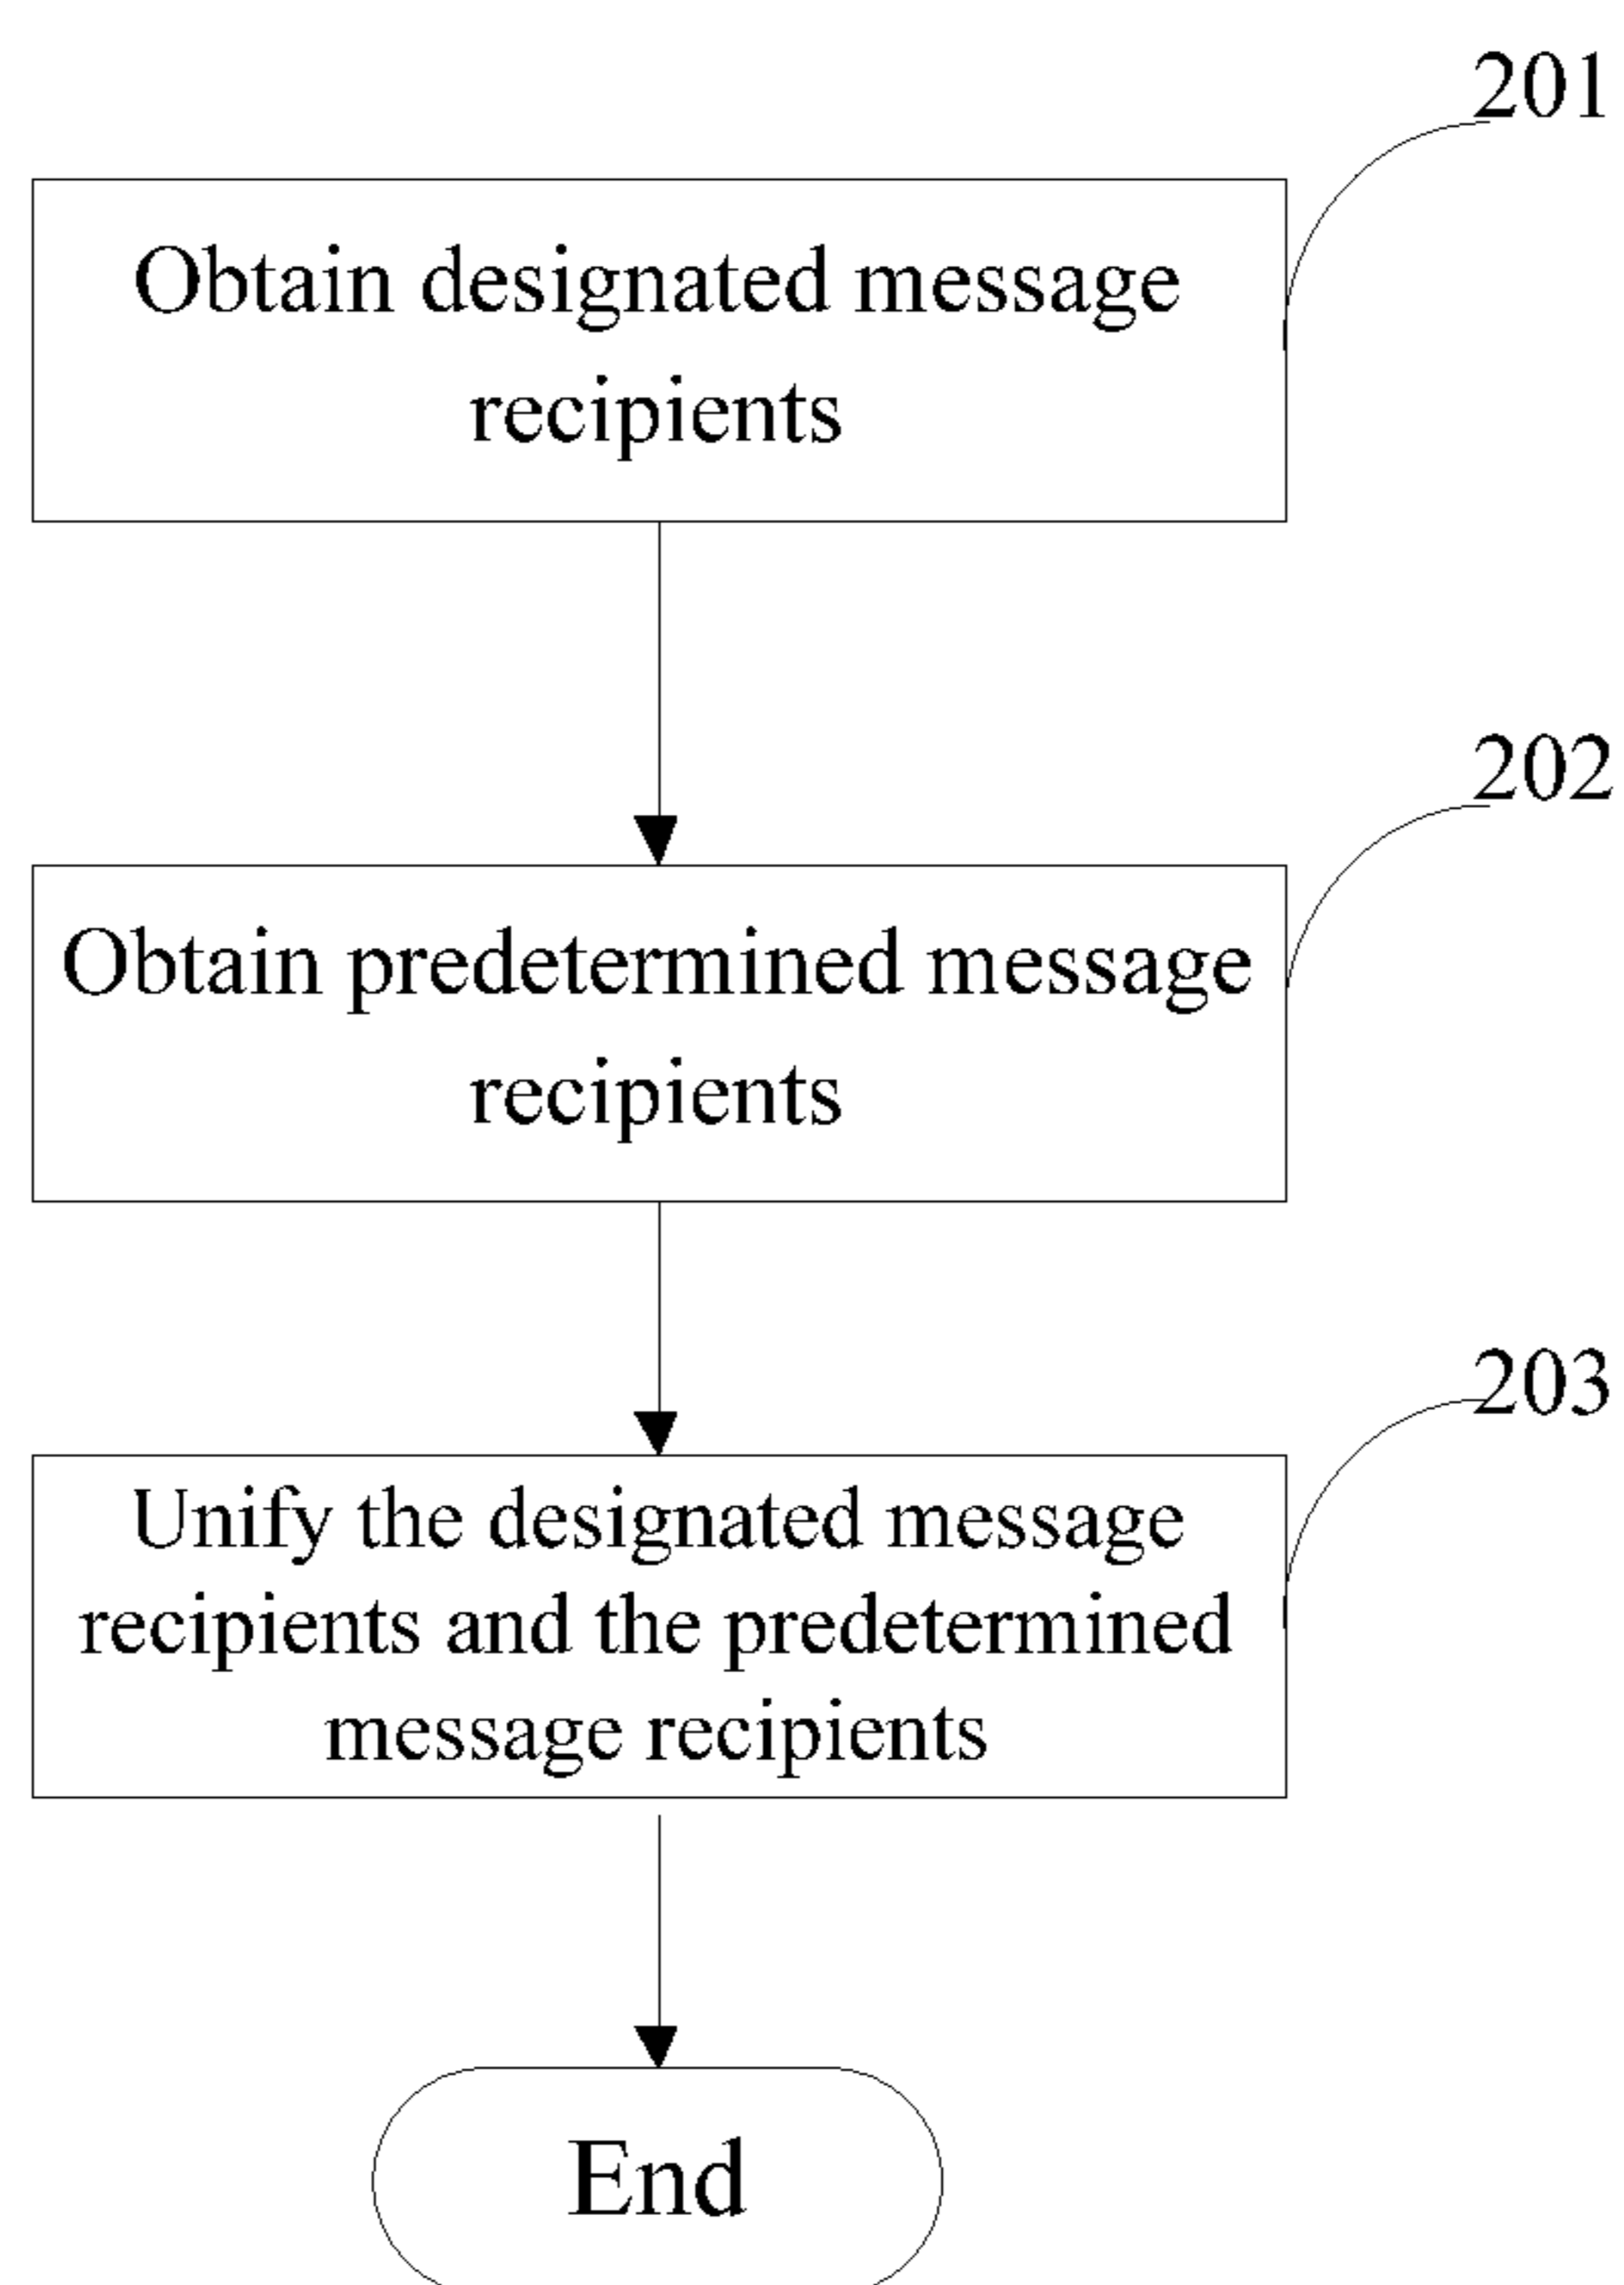 201
Obtain designated message
recipients
202
Obtain predetermined message
recipients
203
Unify the designated message
recipients and the predetermined
message recipients
End